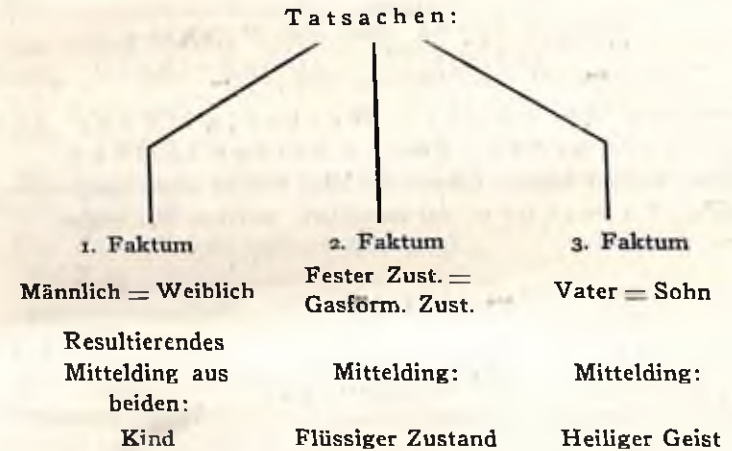 Tatsachen:
1. Faktum
Männlich = Weiblich
Resultierendes
Mittelding aus
beiden:
Kind
2. Faktum
Fester Zust. =
Gasförm. Zust.
Mittelding:
Flüssiger Zustand
3. Faktum
Vater = Sohn
Mittelding:
Heiliger Geist